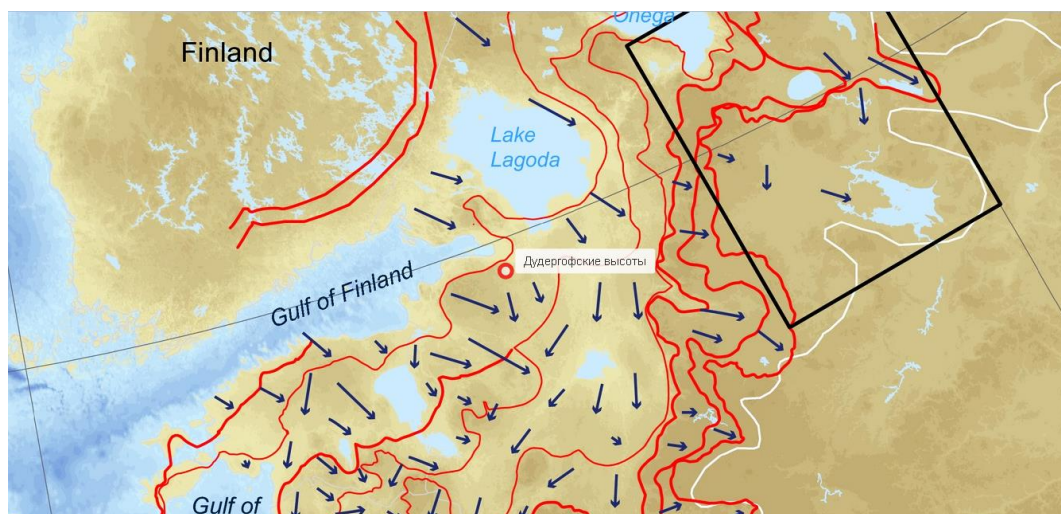 Onega
Finland
Lake
Lagoda
Дудергофские высоты
Gulf of Finland
Gulf of